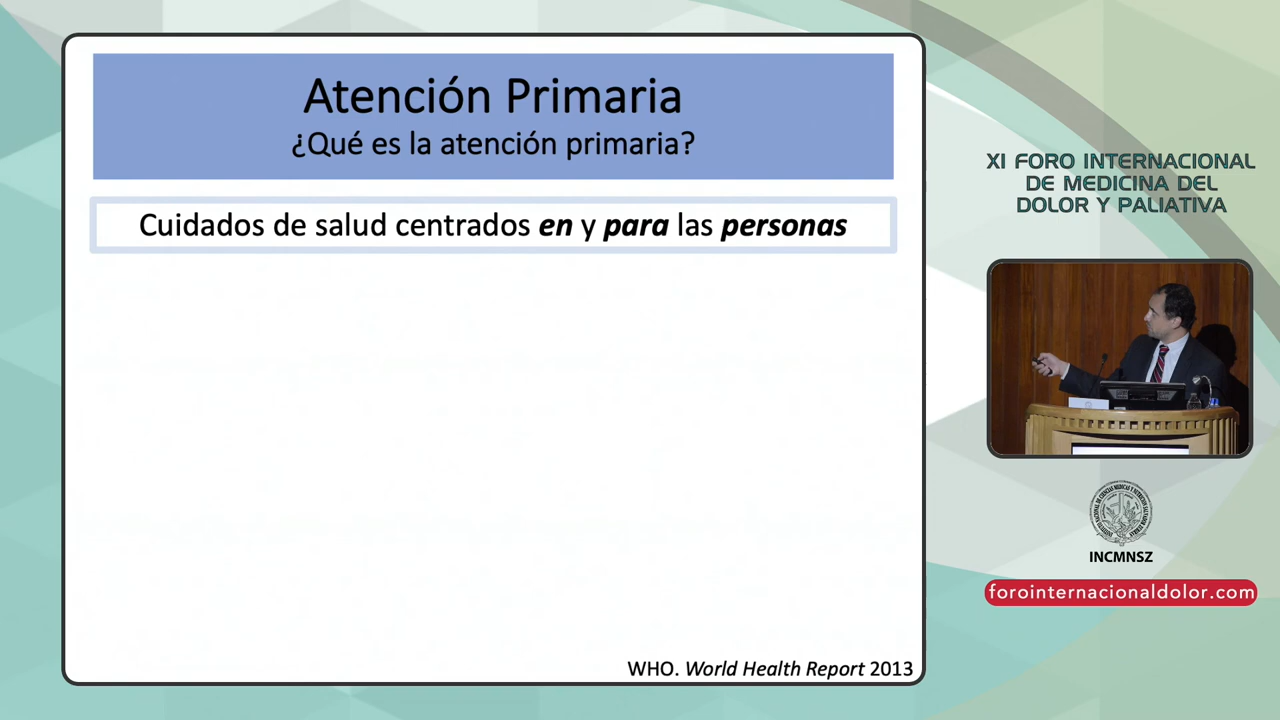 Atención Primaria
¿Qué es la atención primaria?
Cuidados de salud centrados en y para las personas
WHO. World Health Report 2013
XI FORO INTERNACIONAL
DE MEDICINA DEL
DOLOR Y PALIATIVA
INCMNSZ
forointernacionaldolor.com